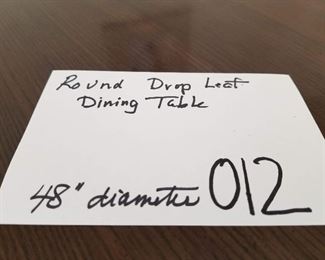 Round Drop Leaf
Dining Table
48" diameter 012